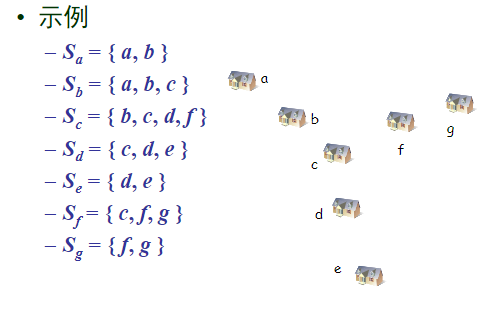 • 示例
– Sa = { a, b }
– Sb = { a, b, c }
– Sc = { b, c, d,f }
– Sd = { c, d, e }
– Se = { d, e }
– Sf = { c,f, g }
– Sg = {f, g }
a
b
c
f
g
d
e